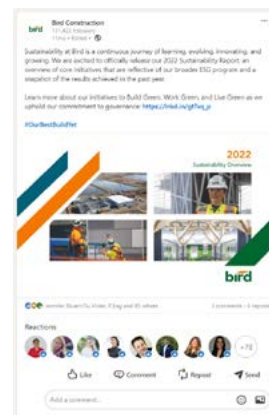 bird
Bird Construction
Sustainability at Bird is a continuous journey of learning, evolving, innovating, and
growing. We are excited to officially release our 2022 Sustainability Report, an
overview of core initiatives that are reflective of our broader ESG program and a
snapshot of the results achieved in the past year.
Learn more about our initiatives to Build Green, Work Green, and Live Green as we
uphold our commitment to governance:
#OurBestBuildYet
2022
Sustainability Overview
bird
Reactions
+78
Like
Comment
Repost
Send
Add a comment...